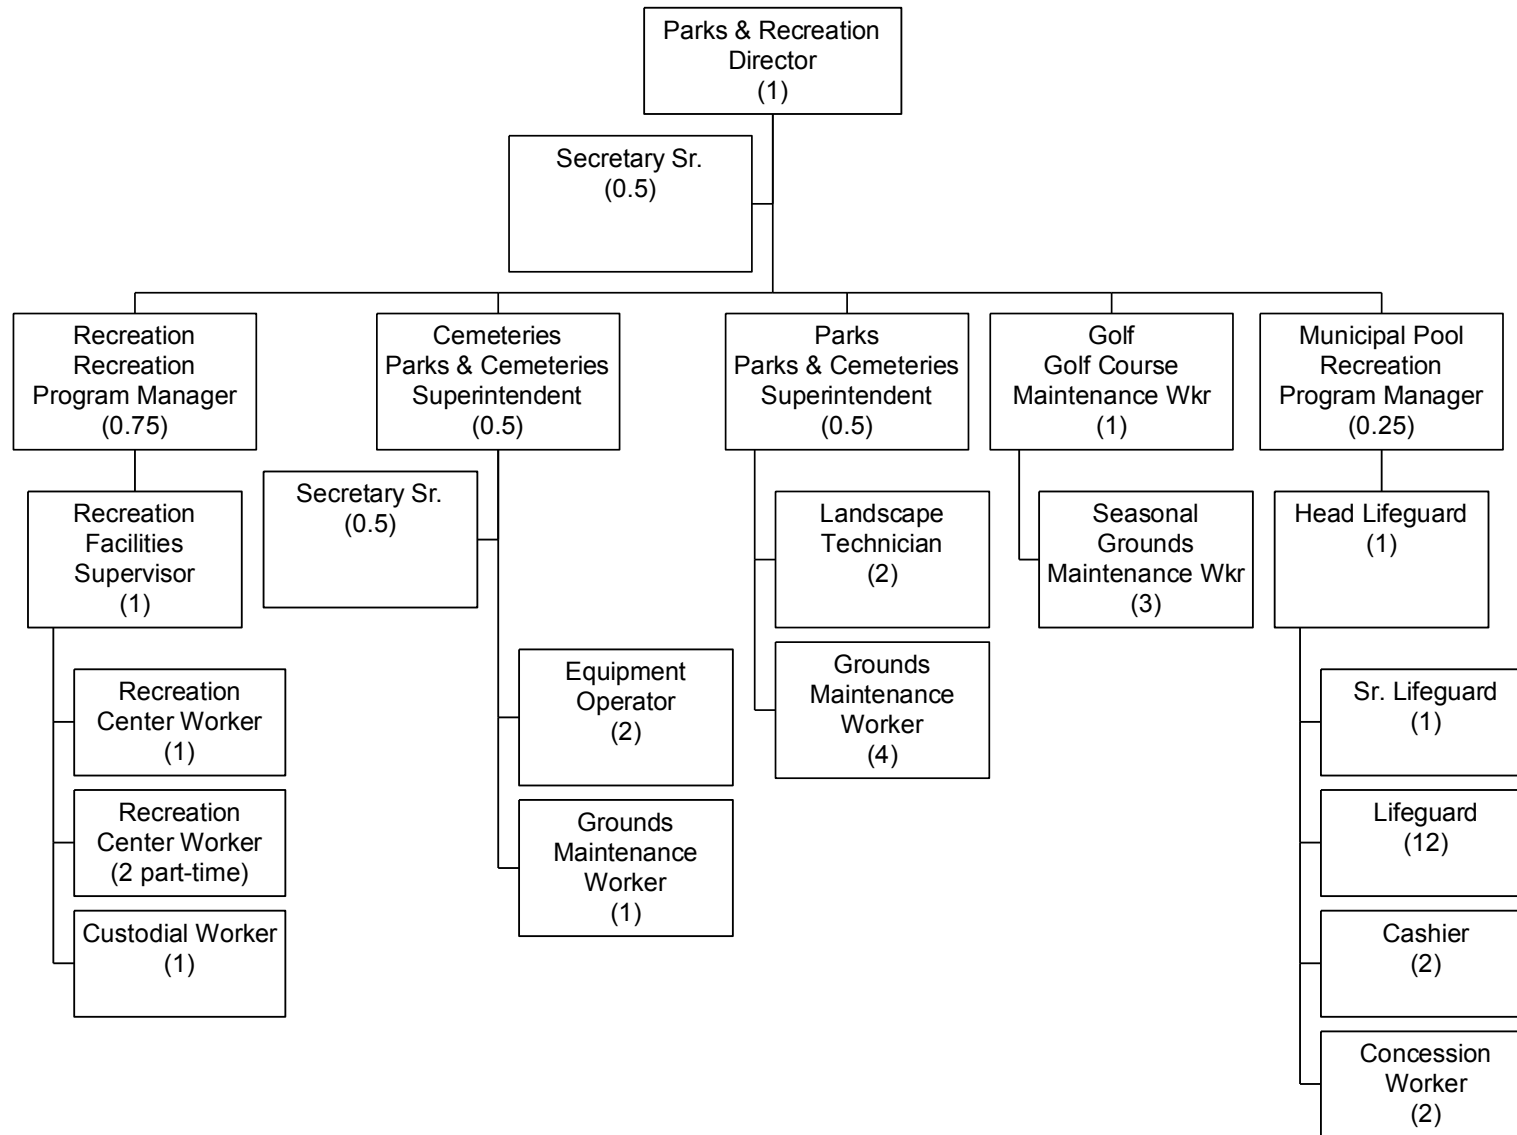 Parks & Recreation
Director
(1)
Secretary Sr.
(0.5)
Recreation
Recreation
Program Manager
(0.75)
Cemeteries
Parks & Cemeteries
Superintendent
(0.5)
Parks
Parks & Cemeteries
Superintendent
(0.5)
Golf
Golf Course
Maintenance Wkr
(1)
Municipal Pool
Recreation
Program Manager
(0.25)
Recreation
Facilities
Supervisor
(1)
Secretary Sr.
(0.5)
Landscape
Technician
(2)
Seasonal
Grounds
Maintenance Wkr
(3)
Head Lifeguard
(1)
Recreation
Center Worker
(1)
Equipment
Operator
(2)
Grounds
Maintenance
Worker
(4)
Sr. Lifeguard
(1)
Recreation
Center Worker
(2 part-time)
Grounds
Maintenance
Worker
(1)
Lifeguard
(12)
Custodial Worker
(1)
Cashier
(2)
Concession
Worker
(2)